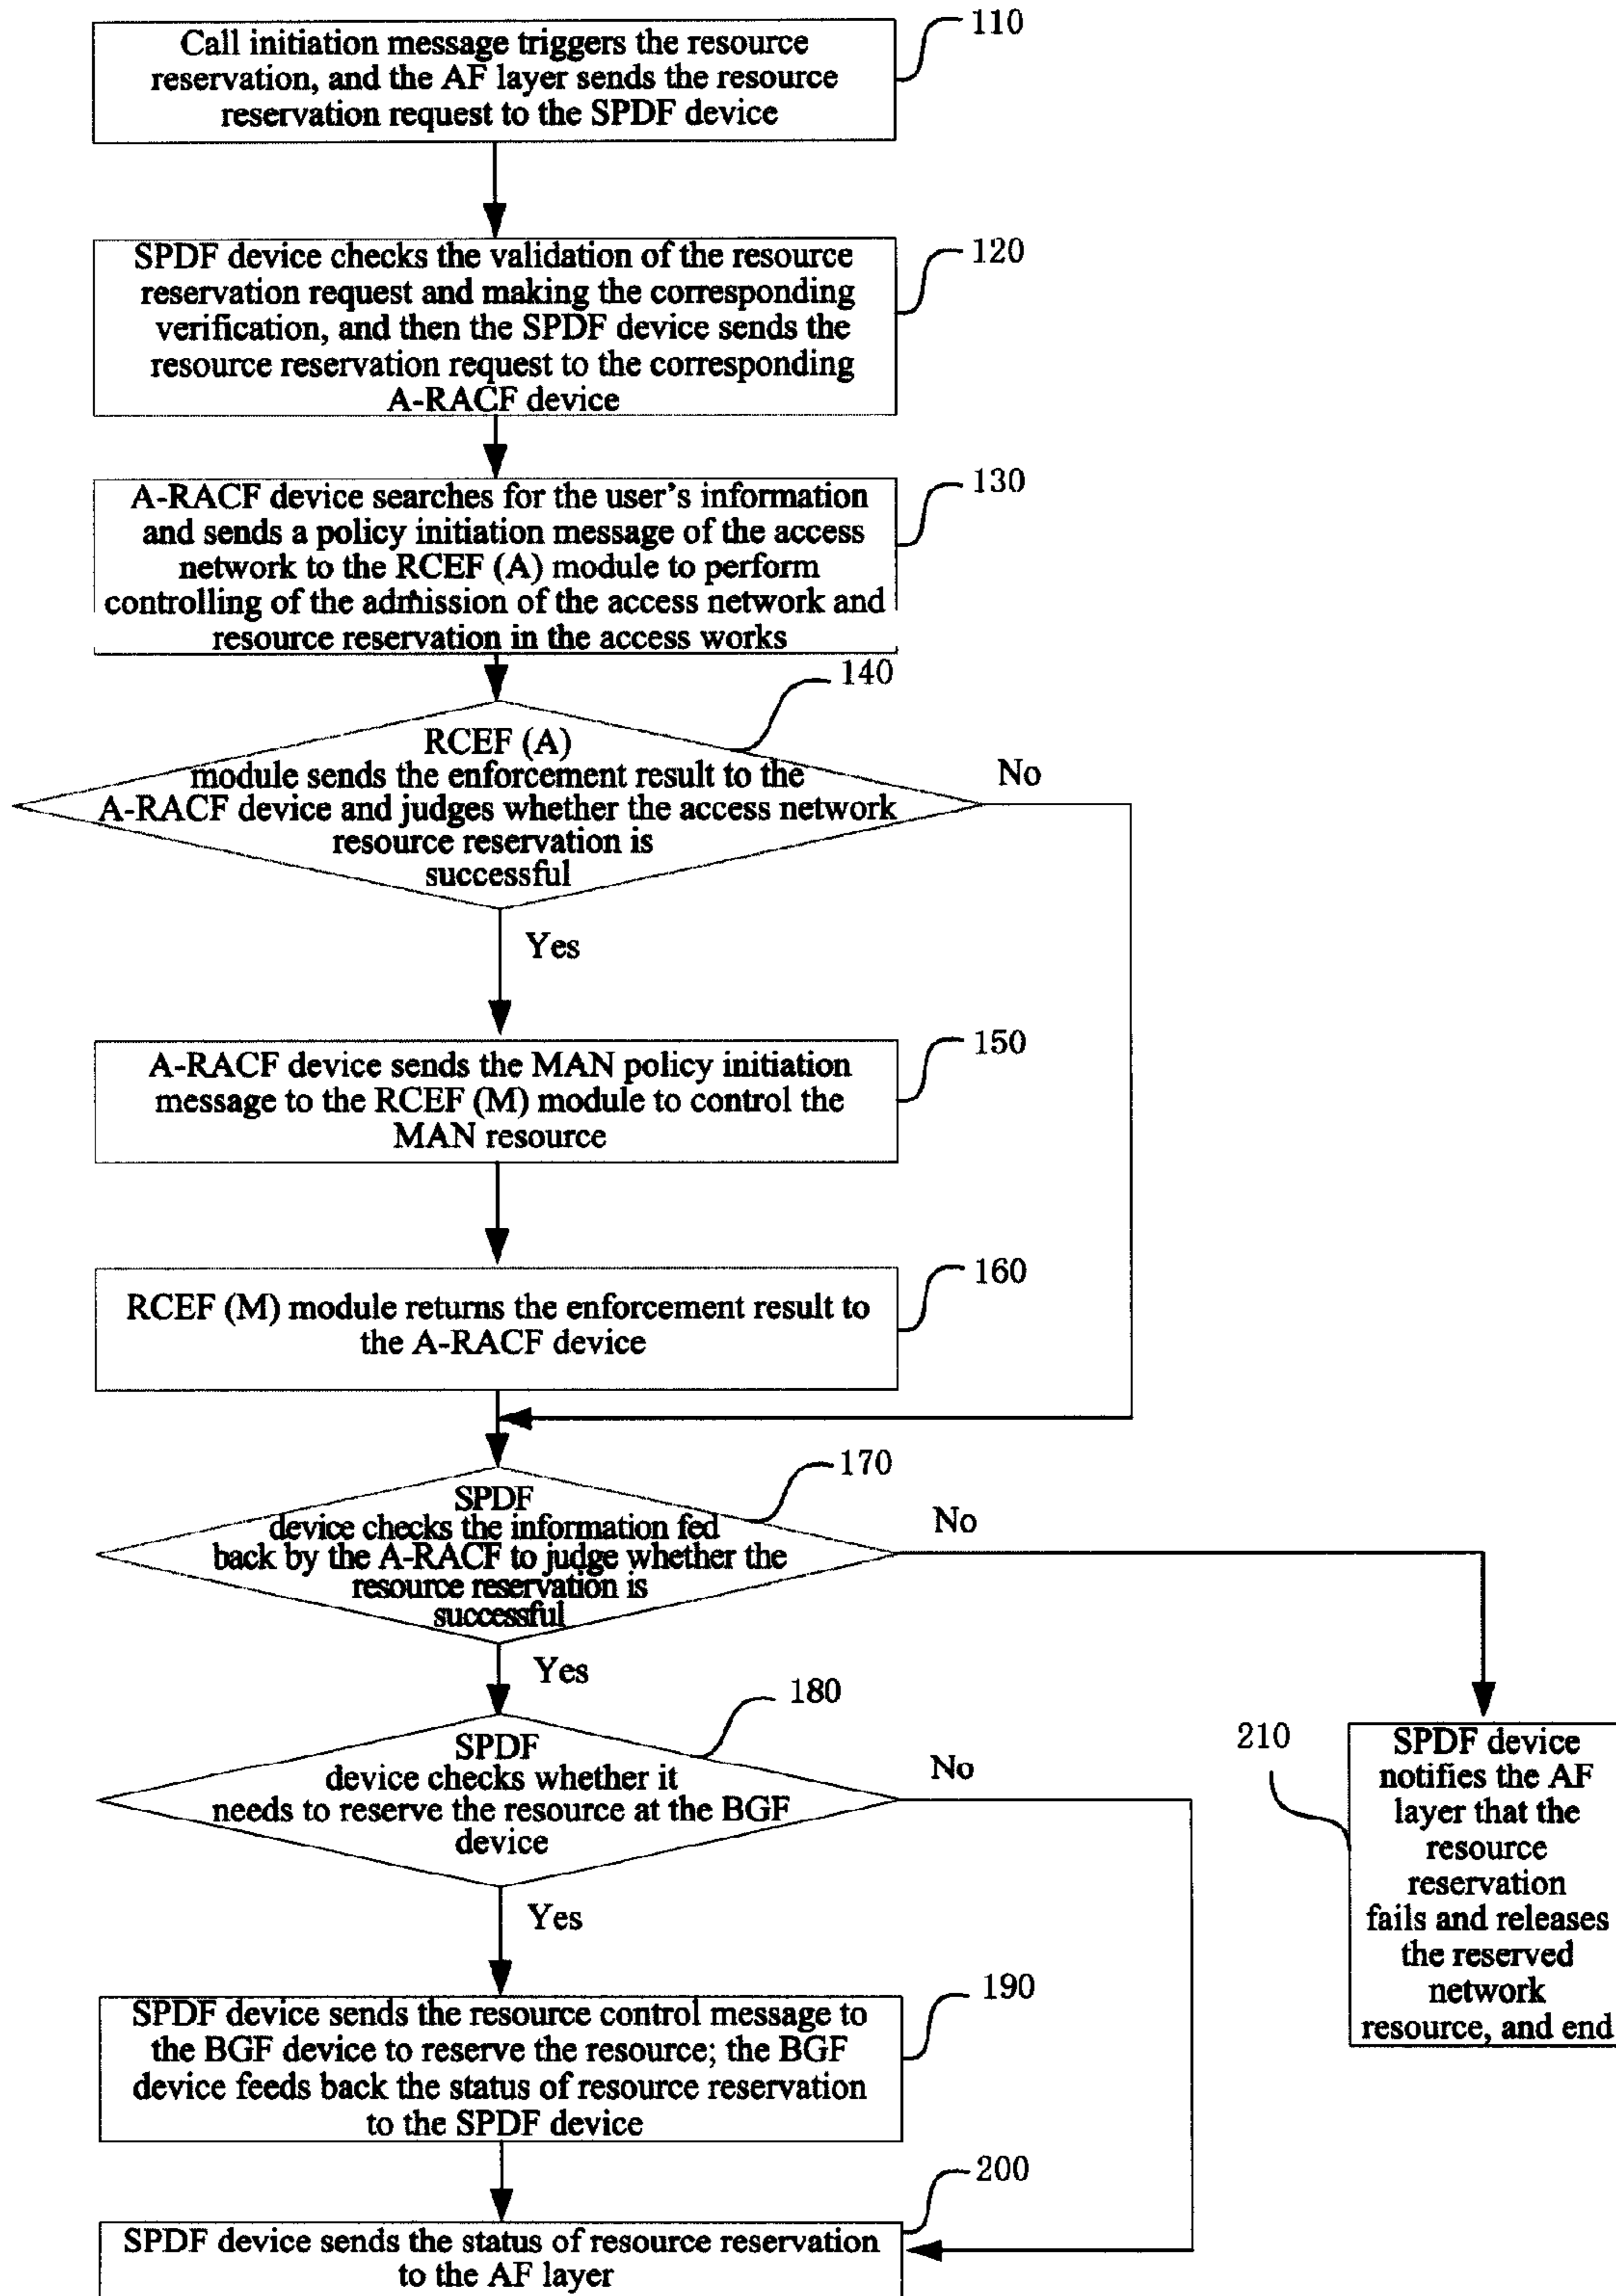 Call initiation message triggers the resource
reservation, and the AF layer sends the resource
reservation request to the SPDF device
110
SPDF device checks the validation of the resource
reservation request and making the corresponding
verification, and then the SPDF device sends the
resource reservation request to the corresponding
A-RACF device
120
A-RACF device searches for the user's information
and sends a policy initiation message of the access
network to the RCEF (A) module to perform
controlling of the admission of the access network and
resource reservation in the access works
130
140
RCEF (A)
module sends the enforcement result to the
A-RACF device and judges whether the access network
resource reservation is
successful
No
Yes
A-RACF device sends the MAN policy initiation
message to the RCEF (M) module to control the
MAN resource
150
RCEF (M) module returns the enforcement result to
the A-RACF device
160
170
SPDF
device checks the information fed
back by the A-RACF to judge whether the
resource reservation is
successful
No
Yes
180
SPDF
device checks whether it
needs to reserve the resource at the BGF
device
No
Yes
210
SPDF device
notifies the AF
layer that the
resource
reservation
fails and releases
the reserved
network
resource, and end
SPDF device sends the resource control message to
the BGF device to reserve the resource; the BGF
device feeds back the status of resource reservation
to the SPDF device
190
200
SPDF device sends the status of resource reservation
to the AF layer